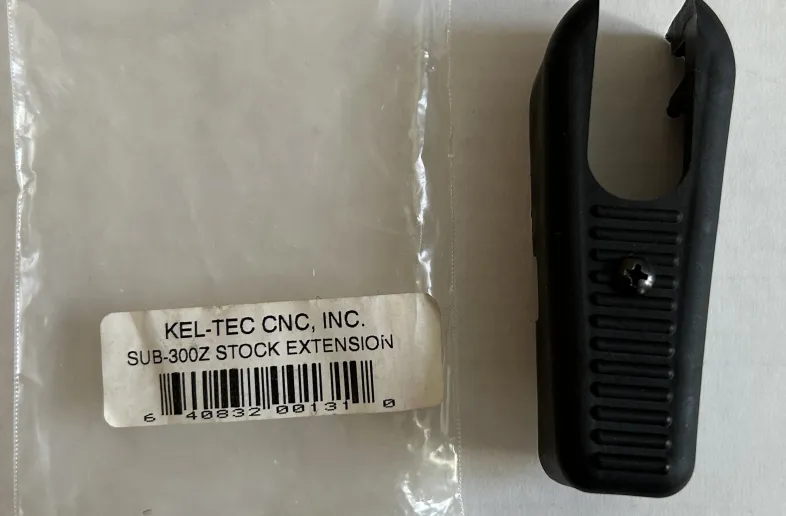 KEL-TEC CNC, INC.
SUB-300Z STOCK EXTENSION
6 40832 00131 0